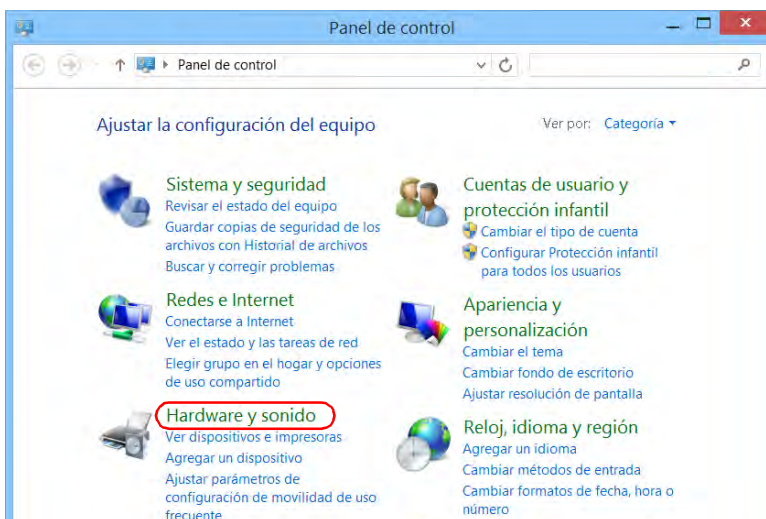 Panel de control
Panel de control
Ajustar la configuración del equipo
Ver por: Categoría
Sistema y seguridad
Revisar el estado del equipo
Guardar copias de seguridad de los
archivos con Historial de archivos
Buscar y corregir problemas
Redes e Internet
Conectarse a Internet
Ver el estado y las tareas de red
Elegir grupo en el hogar y opciones
de uso compartido
Hardware y sonido
Ver dispositivos e impresoras
Agregar un dispositivo
Ajustar parámetros de
configuración de movilidad de uso
frecuente
Cuentas de usuario y
protección infantil
Cambiar el tipo de cuenta
Configurar Protección infantil
para todos los usuarios
Apariencia y
personalización
Cambiar el tema
Cambiar fondo de escritorio
Ajustar resolución de pantalla
Reloj, idioma y región
Agregar un idioma
Cambiar métodos de entrada
Cambiar formatos de fecha, hora o
número